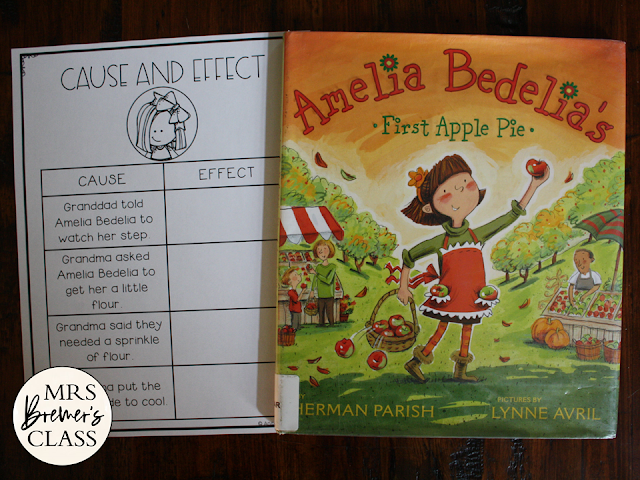 CAUSE AND EFFECT
CAUSE EFFECT
Granddad told
Amelia Bedelia to
watch her step.
Grandma asked
Amelia Bedelia to
get her a little
flour.
Grandma said they
needed a sprinkle
of flour.
put the
to cool.
MRS
Bremer's
CLASS
Amelia Bedelia's
• First Apple Pie •
HERMAN PARISH
PICTURES BY
LYNNE AVRIL